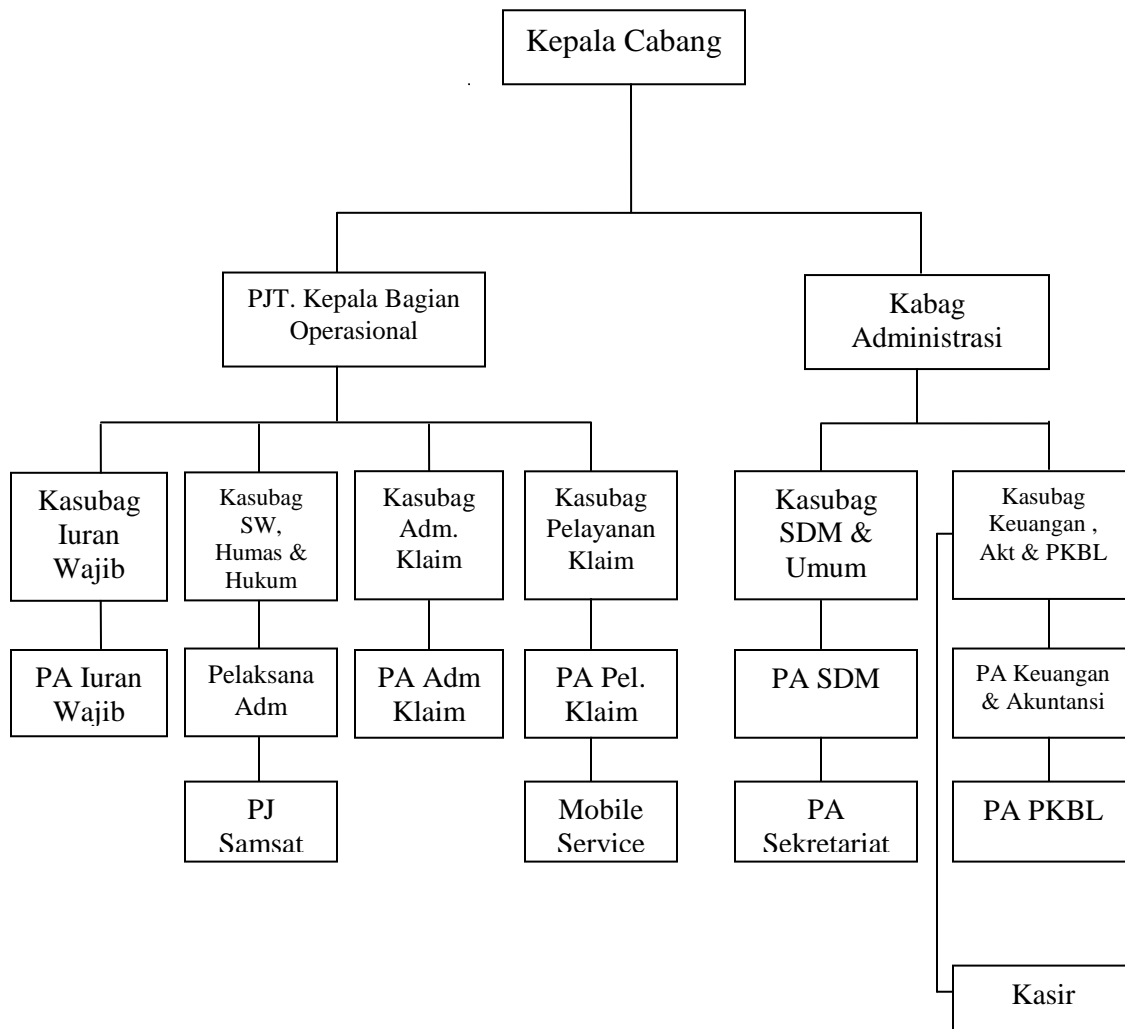 Kepala Cabang
PJT. Kepala Bagian
Operasional
Kabag
Administrasi
Kasubag
Iuran
Wajib
Kasubag
SW,
Humas &
Hukum
Kasubag
Adm.
Klaim
Kasubag
Pelayanan
Klaim
Kasubag
SDM &
Umum
Kasubag
Keuangan ,
Akt & PKBL
PA Iuran
Wajib
Pelaksana
Adm
PA Adm
Klaim
PA Pel.
Klaim
PA SDM
PA Keuangan
& Akuntansi
PJ
Samsat
Mobile
Service
PA
Sekretariat
PA PKBL
Kasir